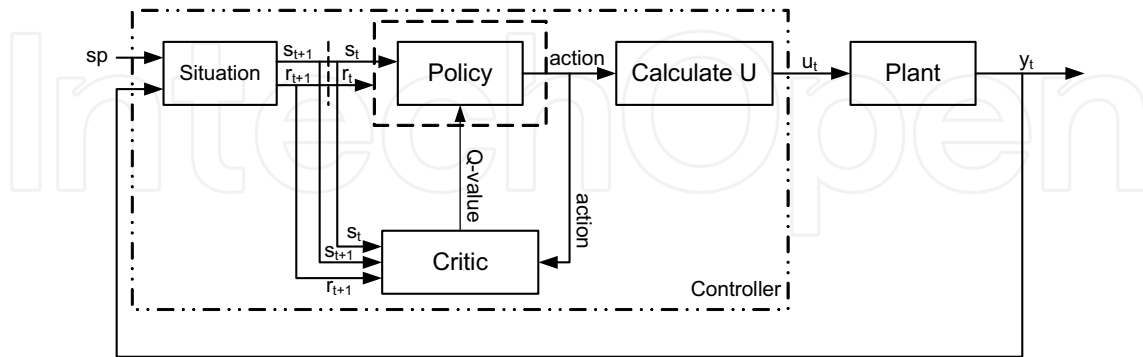 sp
Situation
s_{t+1}
s_t
r_{t+1}
r_t
Policy
action
Calculate U
u_t
Plant
y_t
Q-value
action
s_t
s_{t+1}
r_{t+1}
Critic
Controller
IntechOpen